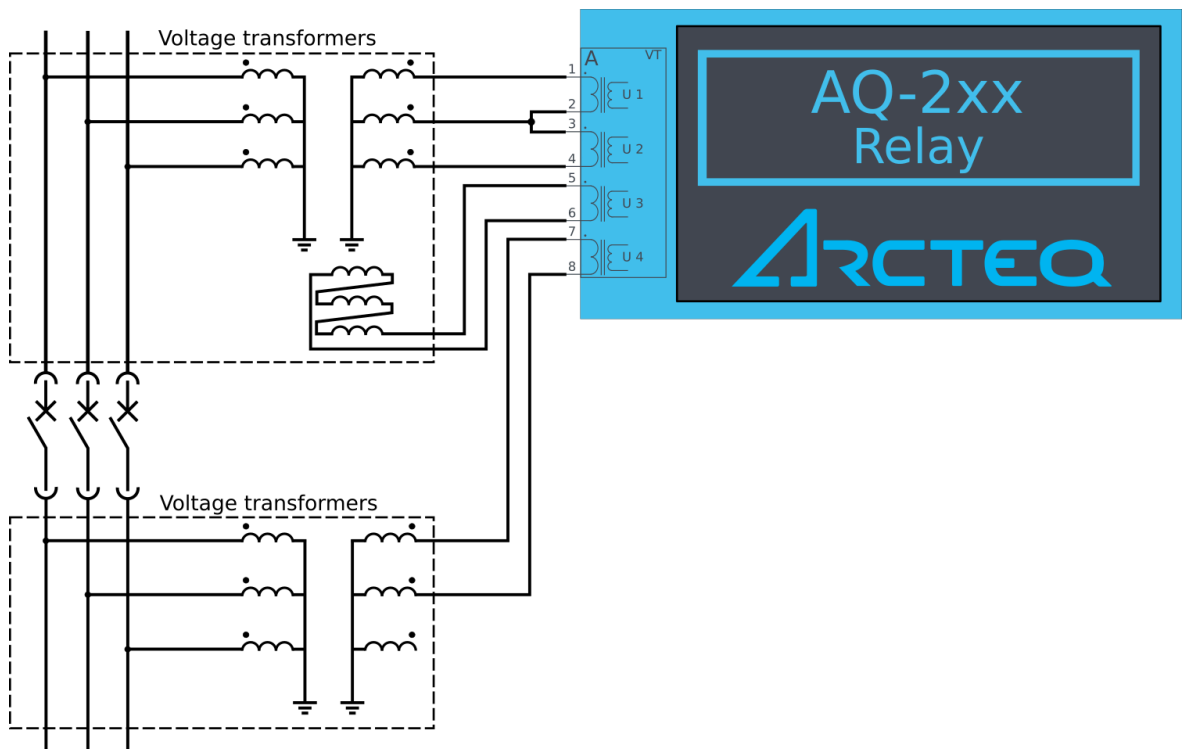 Voltage transformers
A VT
1
U 1
2
3
U 2
4
5
U 3
6
7
U 4
8
AQ-2xx
Relay
ARCTEQ
Voltage transformers